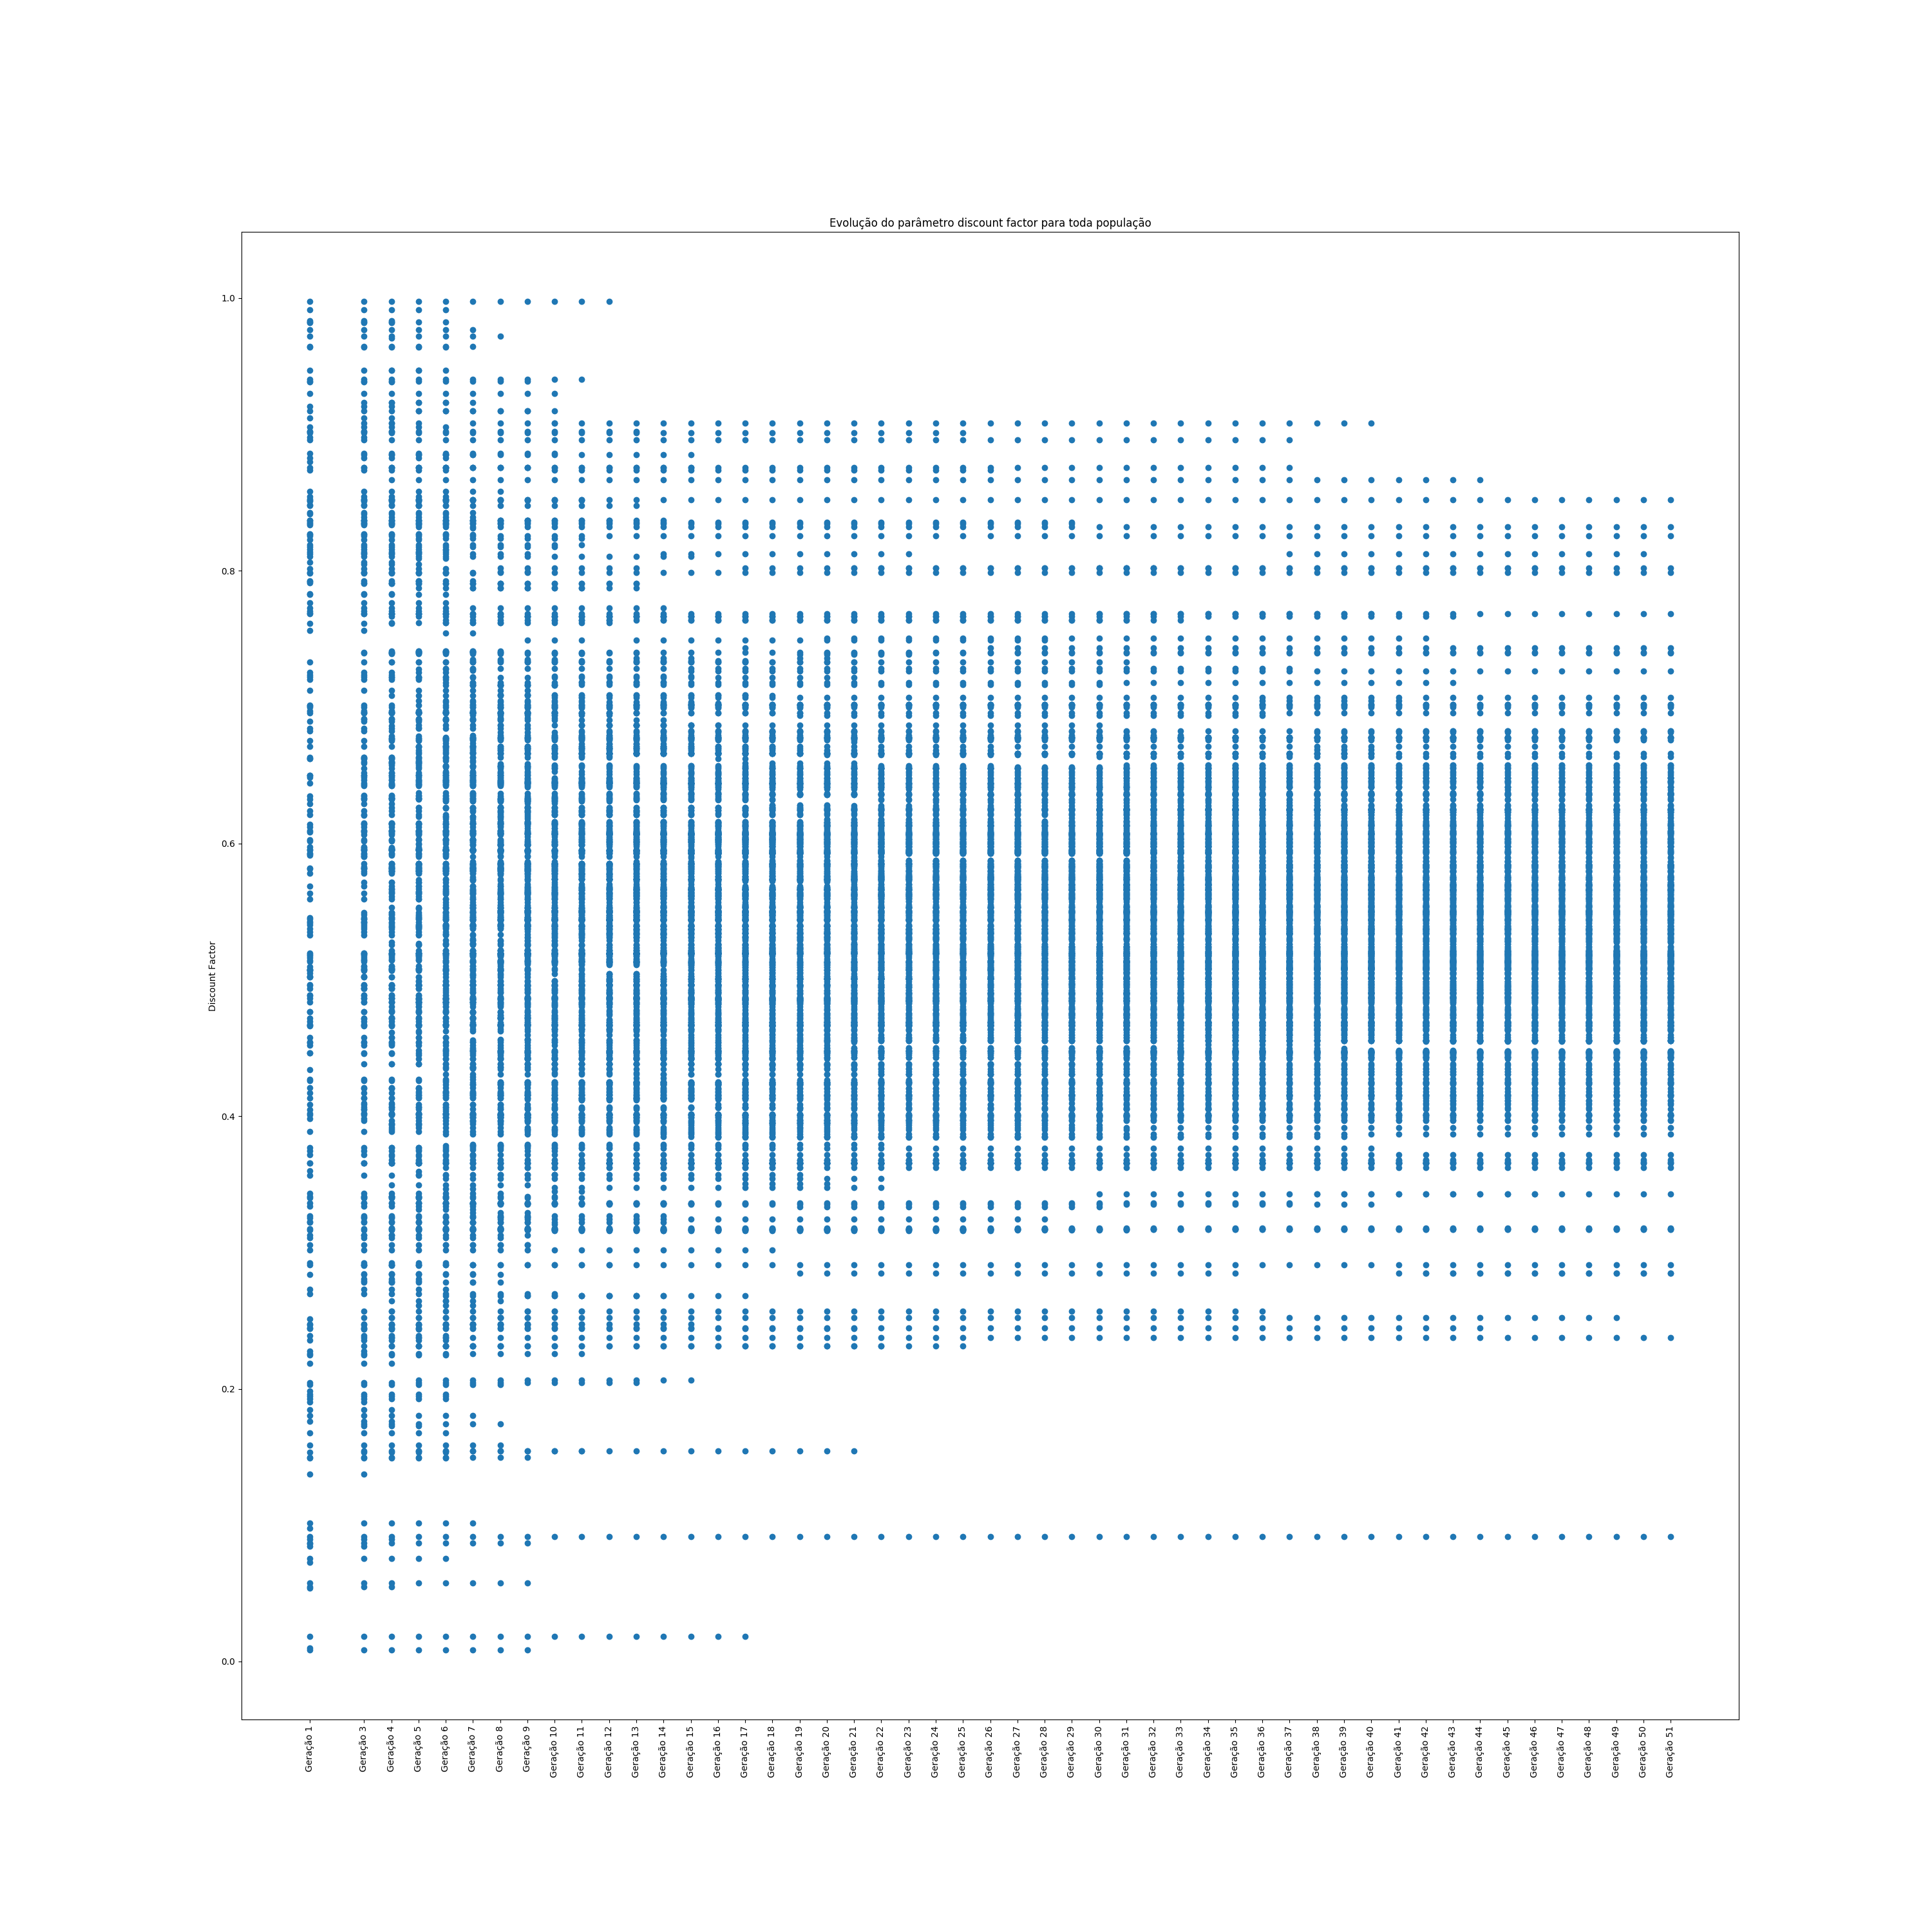 Evolução do parâmetro discount factor para toda população
1.0
0.8
0.6
0.4
0.2
0.0
Discount Factor
Geração 1
Geração 3
Geração 4
Geração 5
Geração 6
Geração 7
Geração 8
Geração 9
Geração 10
Geração 11
Geração 12
Geração 13
Geração 14
Geração 15
Geração 16
Geração 17
Geração 18
Geração 19
Geração 20
Geração 21
Geração 22
Geração 23
Geração 24
Geração 25
Geração 26
Geração 27
Geração 28
Geração 29
Geração 30
Geração 31
Geração 32
Geração 33
Geração 34
Geração 35
Geração 36
Geração 37
Geração 38
Geração 39
Geração 40
Geração 41
Geração 42
Geração 43
Geração 44
Geração 45
Geração 46
Geração 47
Geração 48
Geração 49
Geração 50
Geração 51